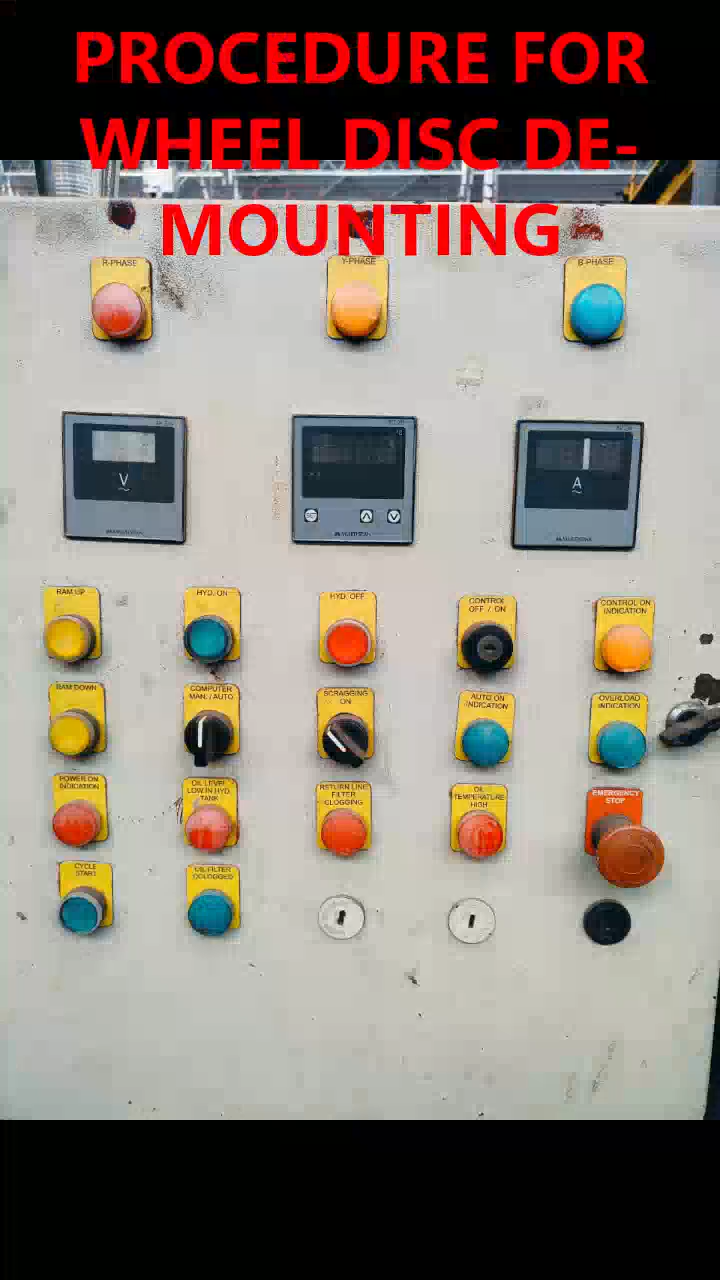 PROCEDURE FOR
WHEEL DISC DE-
MOUNTING
R-PHASE
Y-PHASE
B-PHASE
V
A
RAM UP
HYD. ON
HYD. OFF
CONTROL
OFF / ON
CONTROL ON
INDICATION
RAM DOWN
COMPUTER
MAN. / AUTO
SCRAGGING
ON
AUTO ON
INDICATION
OVERLOAD
INDICATION
POWER ON
INDICATION
OIL LEVEL
LOW IN HYD.
TANK
RETURN LINE
FILTER
CLOGGING
OIL
TEMPERATURE
HIGH
EMERGENCY
STOP
CYCLE
START
OIL FILTER